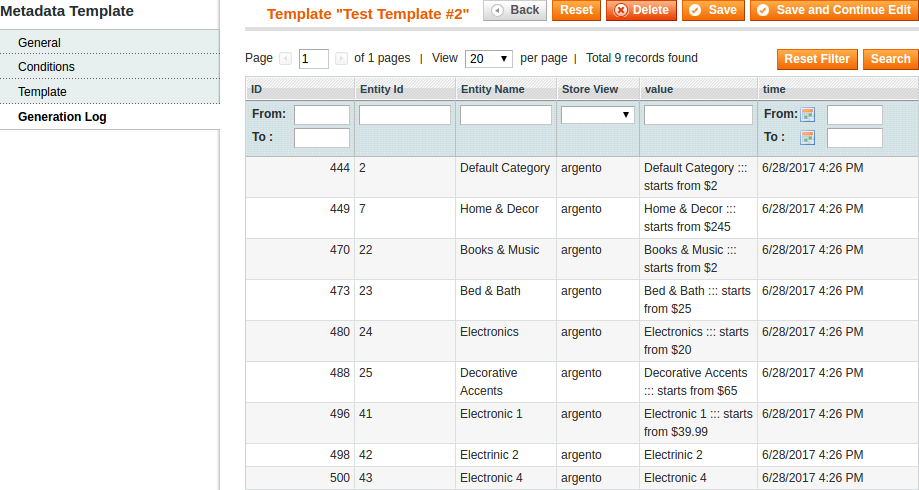 Metadata Template
General
Conditions
Template
Generation Log
Template "Test Template #2"
Back
Reset
Delete
Save
Save and Continue Edit
Page 1 of 1 pages | View 20 per page | Total 9 records found
Reset Filter
Search
ID Entity Id Entity Name Store View value time
From: From:
To : To :
444 2 Default Category argento Default Category ::: 6/28/2017 4:26 PM
starts from $2
449 7 Home & Decor argento Home & Decor ::: 6/28/2017 4:26 PM
starts from $245
470 22 Books & Music argento Books & Music ::: 6/28/2017 4:26 PM
starts from $2
473 23 Bed & Bath argento Bed & Bath ::: starts 6/28/2017 4:26 PM
from $25
480 24 Electronics argento Electronics ::: starts 6/28/2017 4:26 PM
from $20
488 25 Decorative argento Decorative Accents 6/28/2017 4:26 PM
Accents ::: starts from $65
496 41 Electronic 1 argento Electronic 1 ::: starts 6/28/2017 4:26 PM
from $39.99
498 42 Electrinic 2 argento Electrinic 2 6/28/2017 4:26 PM
500 43 Electronic 4 argento Electronic 4 6/28/2017 4:26 PM